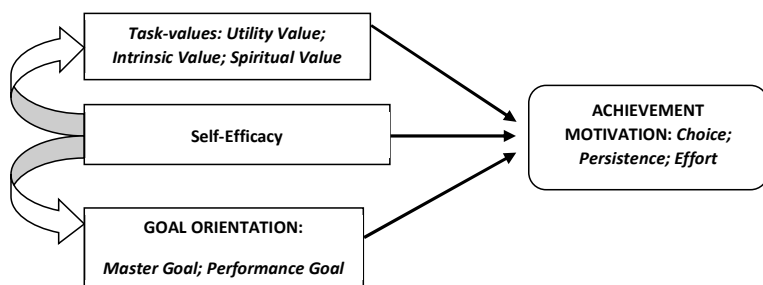 Task-values: Utility Value;
Intrinsic Value; Spiritual Value
Self-Efficacy
GOAL ORIENTATION:
Master Goal; Performance Goal
ACHIEVEMENT
MOTIVATION: Choice;
Persistence; Effort